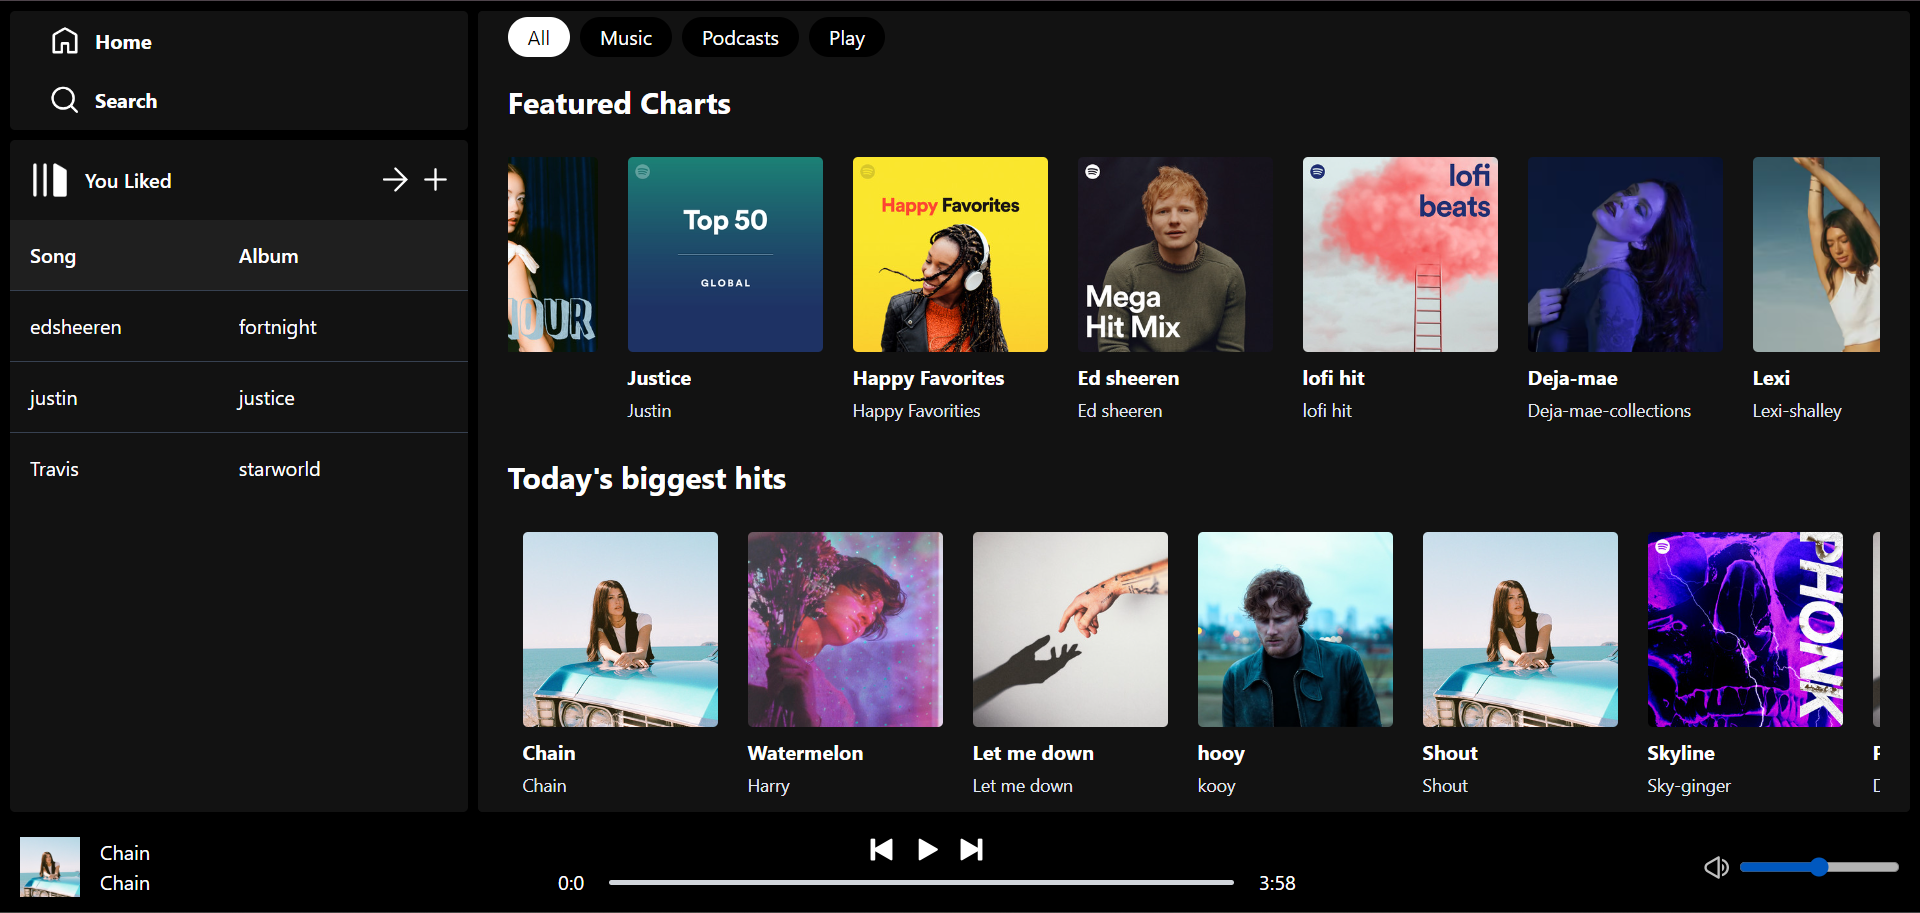 Home
Search
You Liked
Song Album
edsheeren fortnight
justin justice
Travis starworld
All Music Podcasts Play
Featured Charts
OUR
Top 50
GLOBAL
Happy Favorites
Mega
Hit Mix
lofi
beats
Justice
Justin
Happy Favorites
Happy Favorities
Ed sheeren
Ed sheeren
lofi hit
lofi hit
Deja-mae
Deja-mae-collections
Lexi
Lexi-shalley
Today's biggest hits
PHONK
Chain
Chain
Watermelon
Harry
Let me down
Let me down
hooy
kooy
Shout
Shout
Skyline
Sky-ginger
Chain
Chain
0:0 3:58